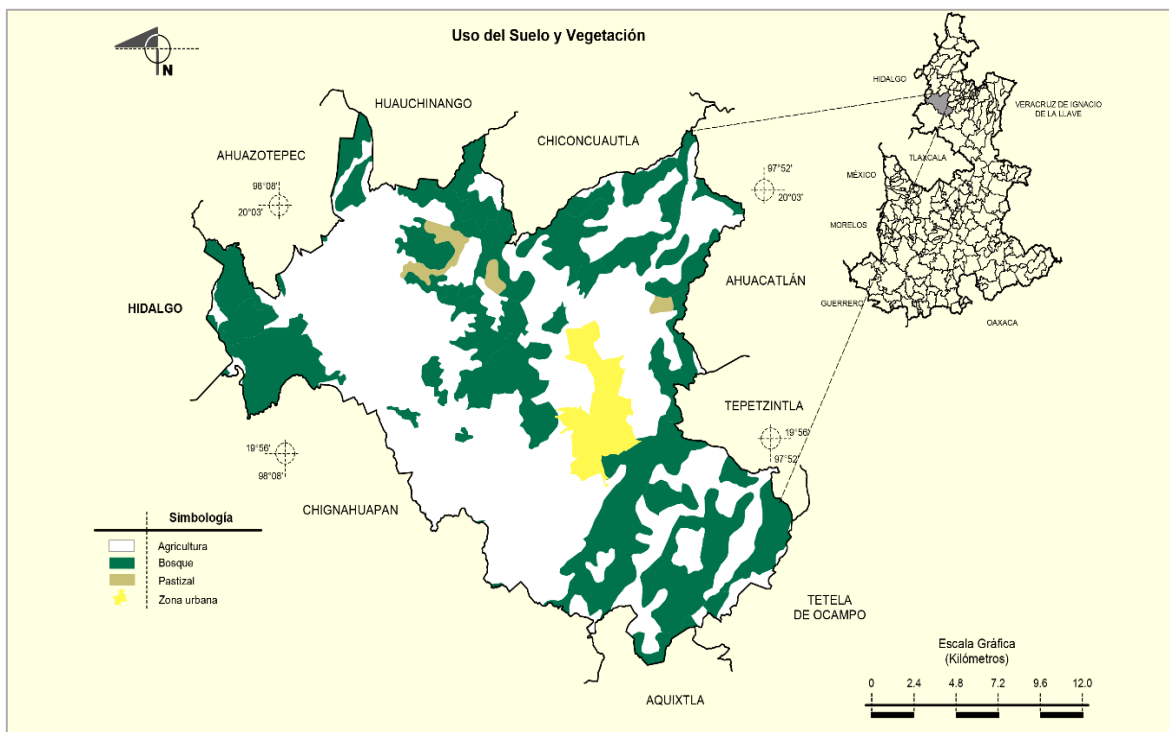 Uso del Suelo y Vegetación
N
HUAUCHINANGO
AHUAZOTEPEC
CHICONCUAUTLA
98°08'
20°03'
97°52'
20°03'
HIDALGO
AHUACATLÁN
TEPETZINTLA
19°56'
98°08'
19°56'
97°52'
CHIGNAHUAPAN
TETELA
DE OCAMPO
AQUIXTLA
HIDALGO
VERACRUZ DE IGNACIO
DE LA LLAVE
TLAXCALA
MÉXICO
MORELOS
GUERRERO
OAXACA
Simbología
Agricultura
Bosque
Pastizal
Zona urbana
Escala Gráfica
(Kilómetros)
0 2.4 4.8 7.2 9.6 12.0